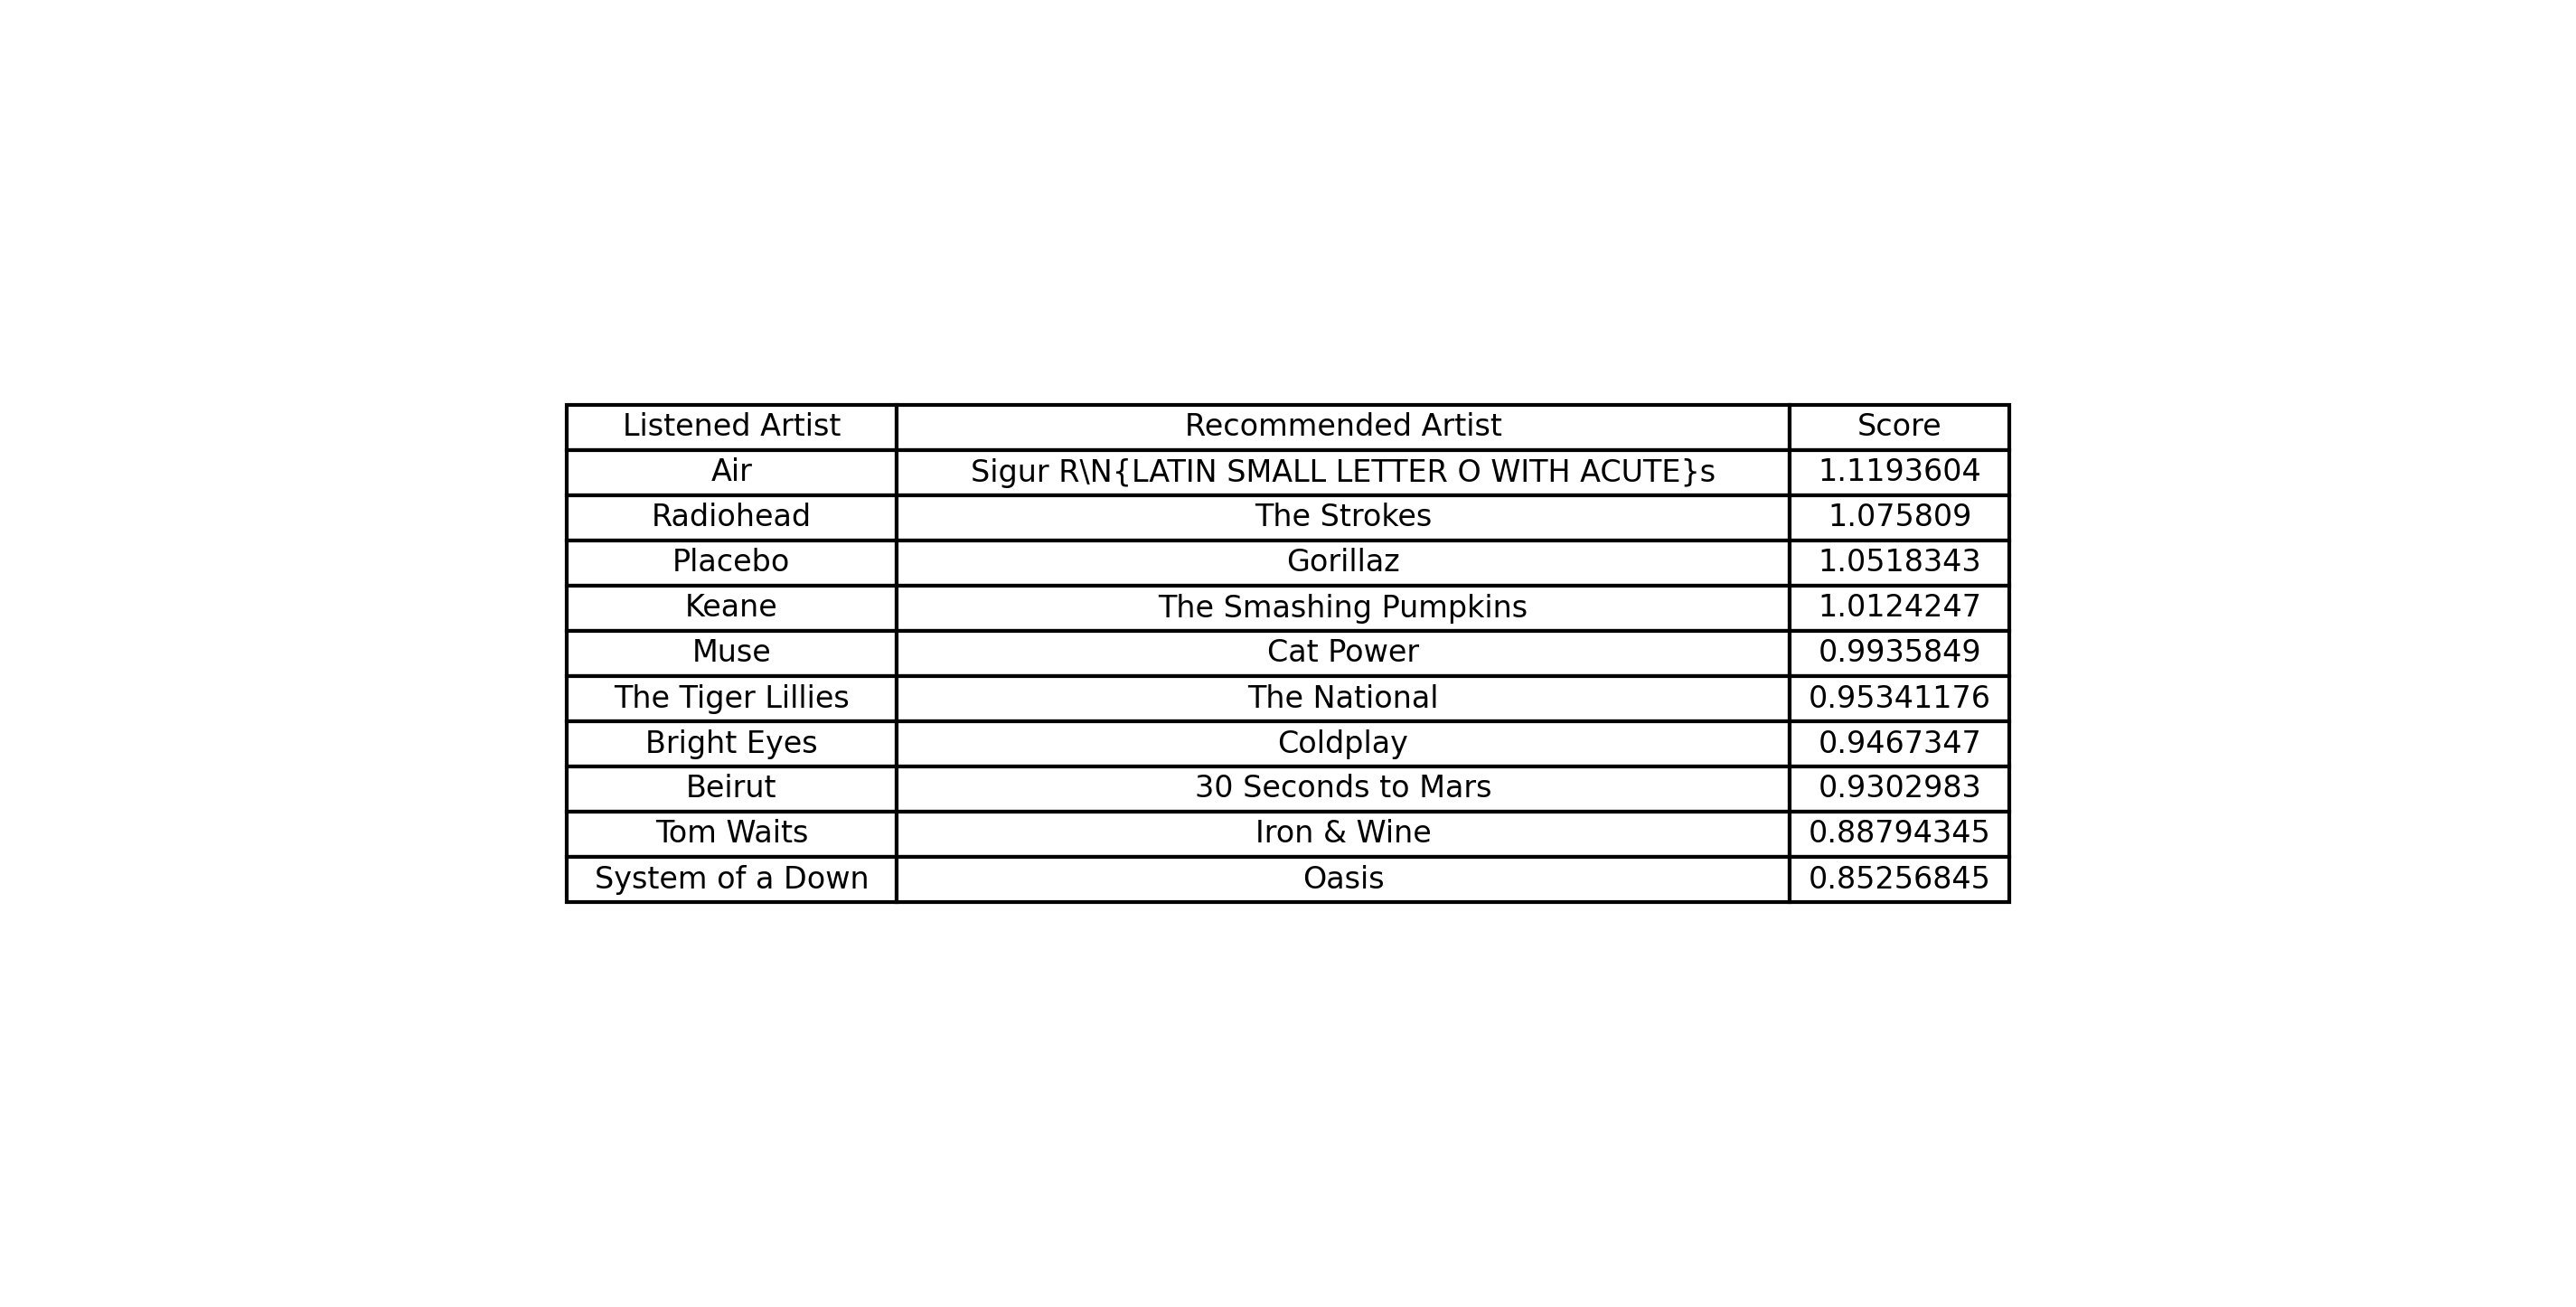 Listened Artist Recommended Artist Score
Air Sigur R\N{LATIN SMALL LETTER O WITH ACUTE}s 1.1193604
Radiohead The Strokes 1.075809
Placebo Gorillaz 1.0518343
Keane The Smashing Pumpkins 1.0124247
Muse Cat Power 0.9935849
The Tiger Lillies The National 0.95341176
Bright Eyes Coldplay 0.9467347
Beirut 30 Seconds to Mars 0.9302983
Tom Waits Iron & Wine 0.88794345
System of a Down Oasis 0.85256845